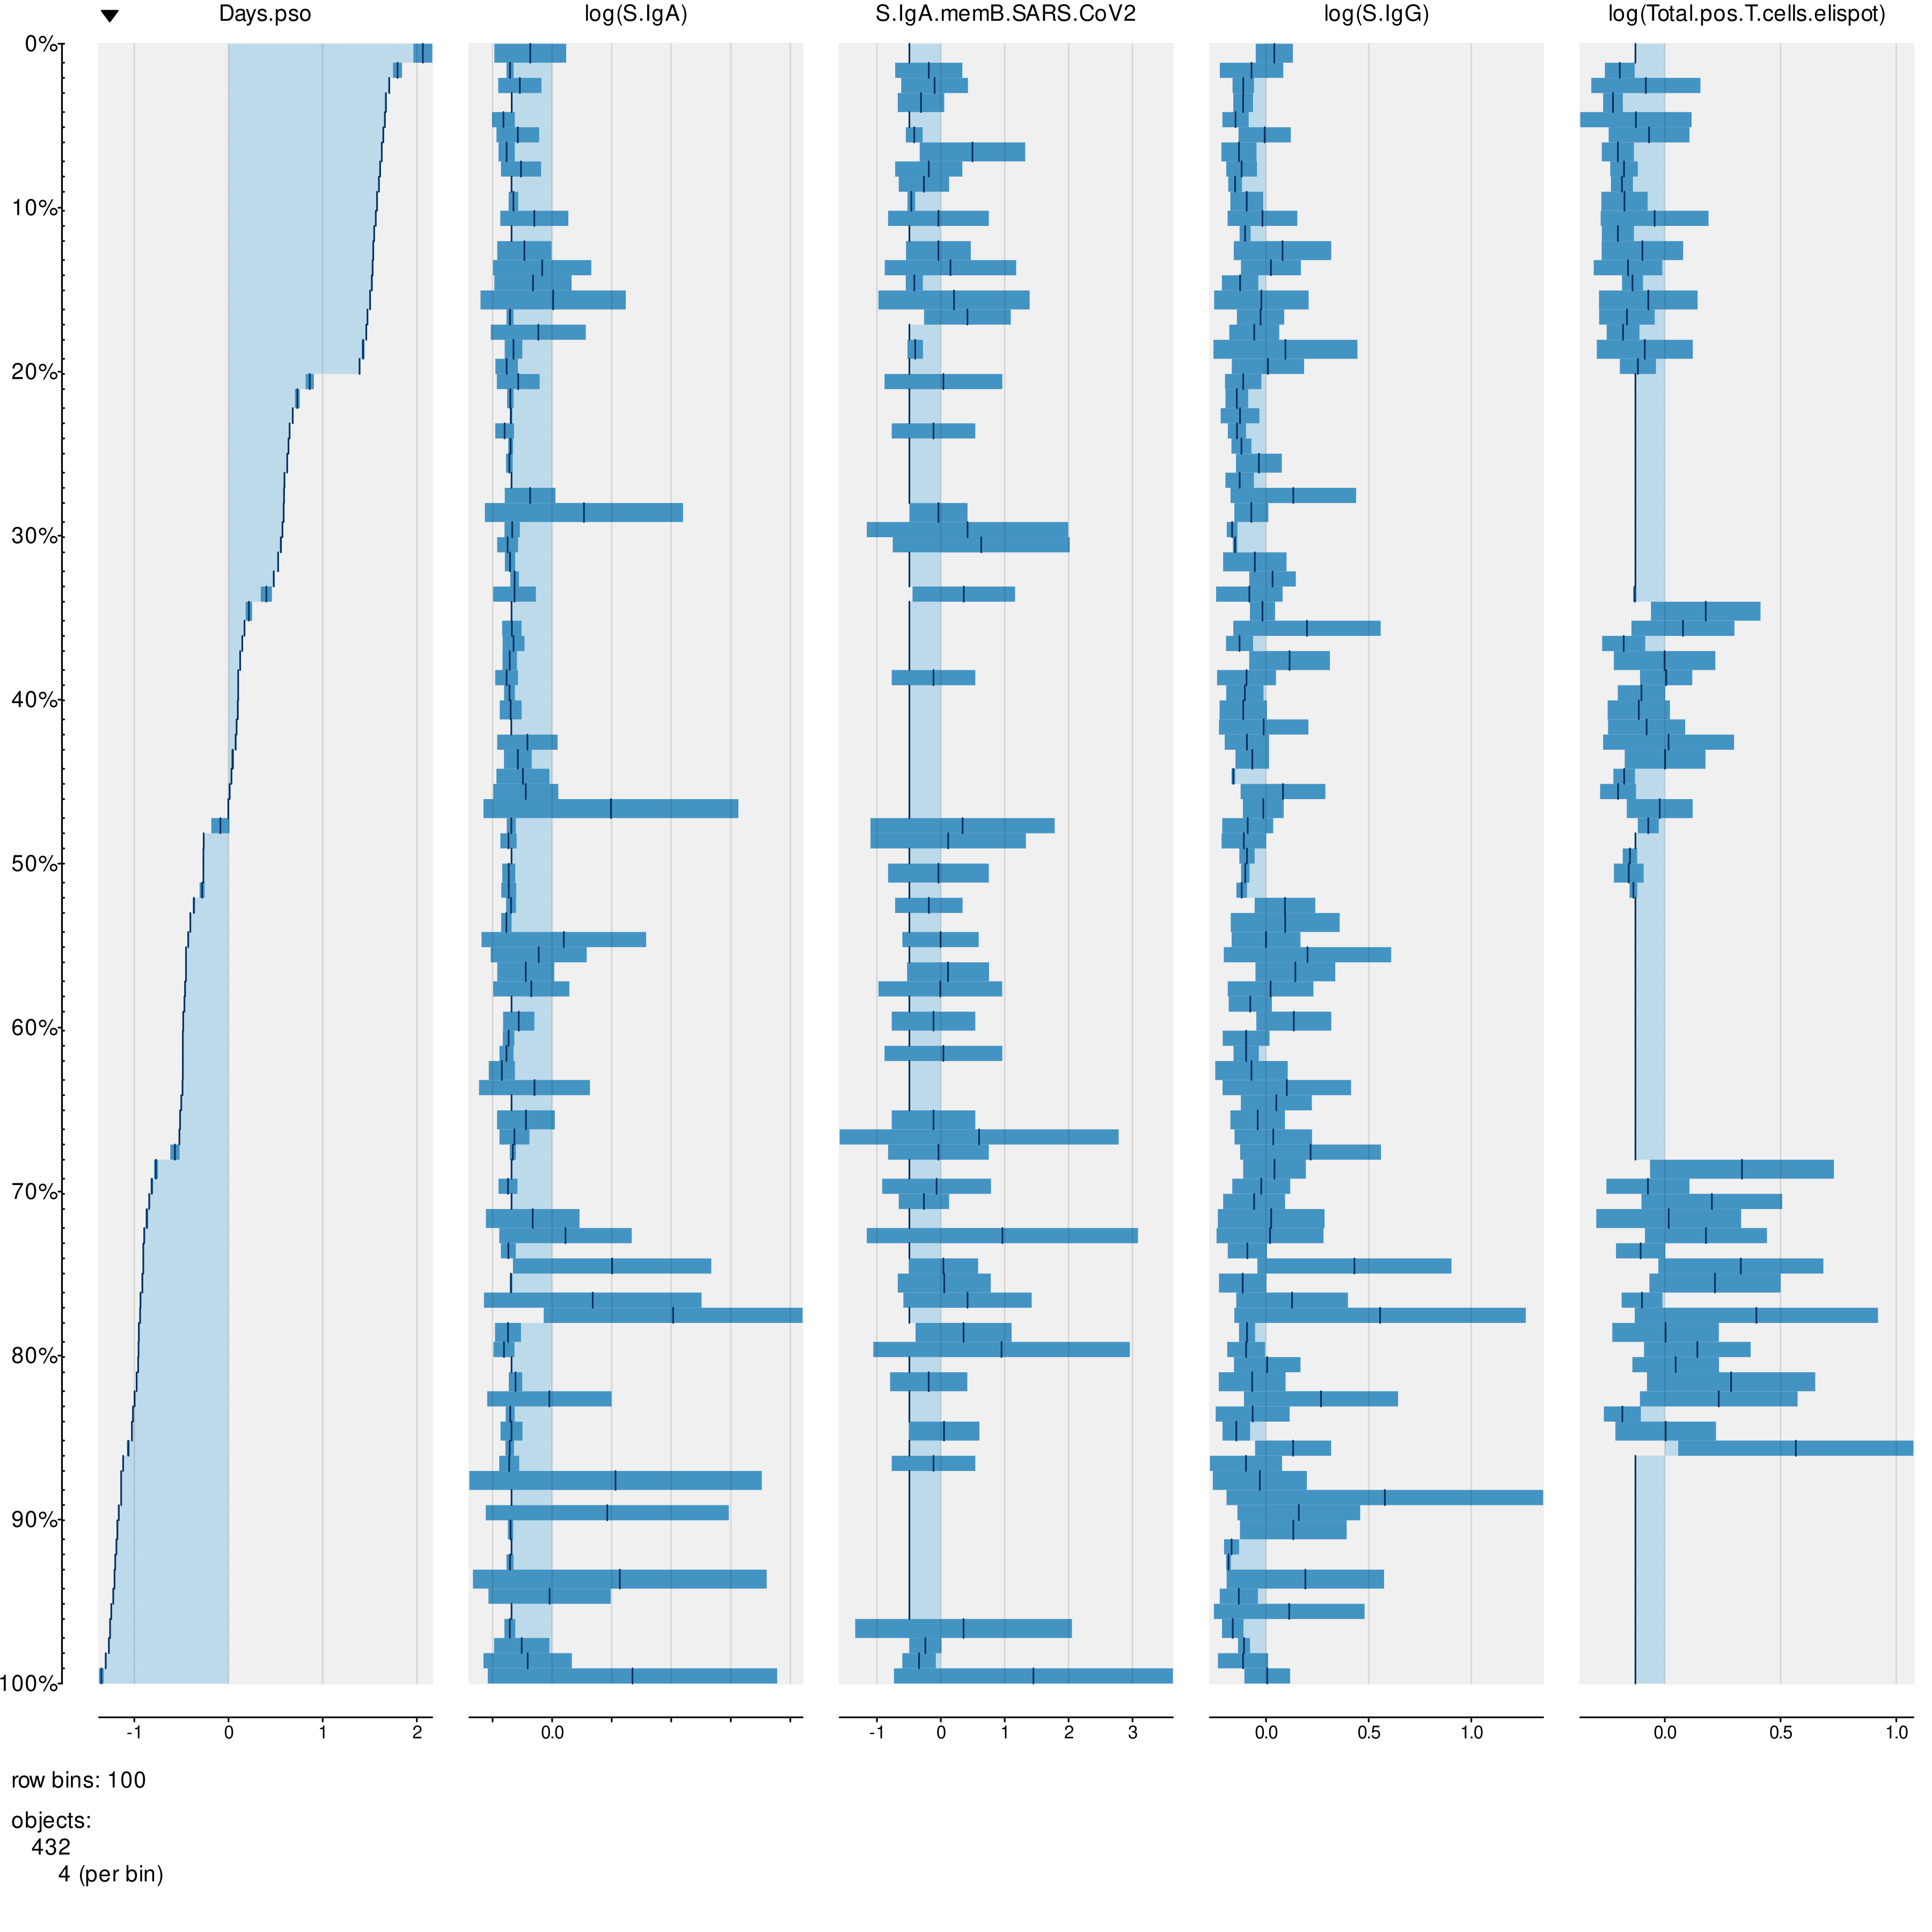 Days.pso log(S.IgA) S.IgA.memB.SARS.CoV2 log(S.IgG) log(Total.pos.T.cells.elispot)
0%
10%
20%
30%
40%
50%
60%
70%
80%
90%
100%
-1 0 1 2 0.0 -1 0 1 2 3 0.0 0.5 1.0 0.0 0.5 1.0
row bins: 100
objects:
432
4 (per bin)